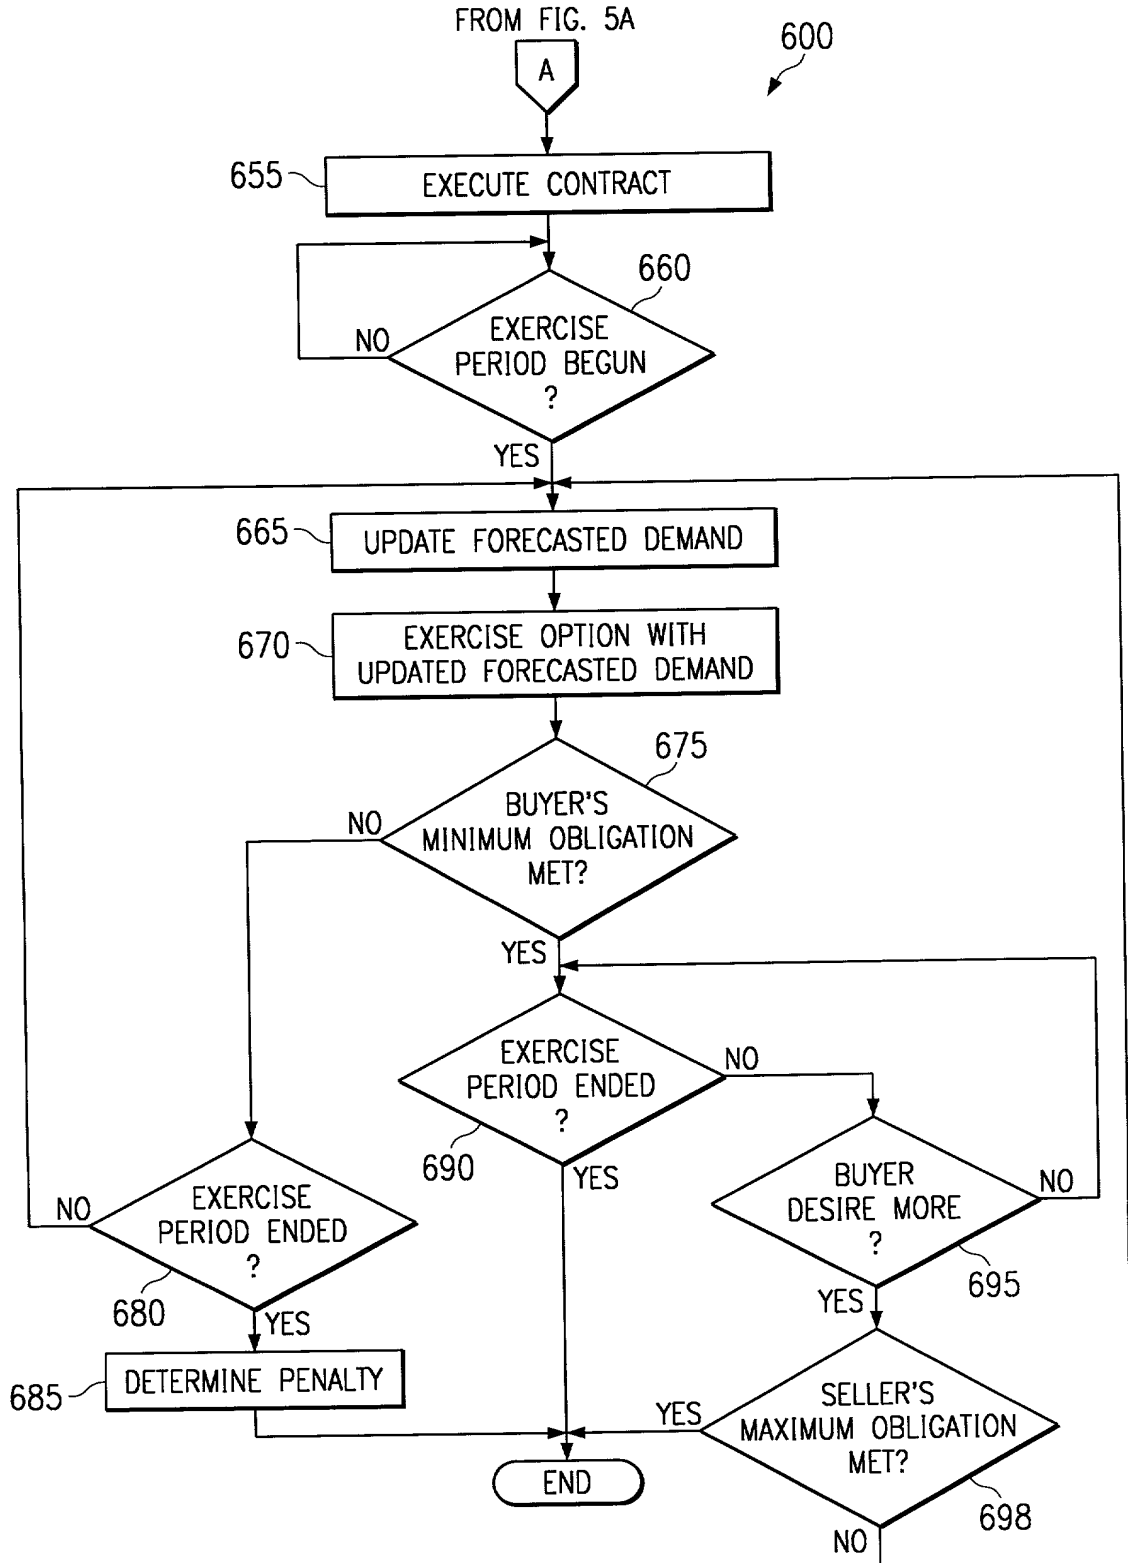 FROM FIG. 5A
600
A
655
EXECUTE CONTRACT
660
EXERCISE
PERIOD BEGUN
?
NO
YES
665
UPDATE FORECASTED DEMAND
670
EXERCISE OPTION WITH
UPDATED FORECASTED DEMAND
675
BUYER'S
MINIMUM OBLIGATION
MET?
NO
YES
EXERCISE
PERIOD ENDED
?
NO
690
YES
BUYER
DESIRE MORE
?
NO
695
YES
EXERCISE
PERIOD ENDED
?
NO
680
YES
685
DETERMINE PENALTY
SELLER'S
MAXIMUM OBLIGATION
MET?
YES
698
NO
END